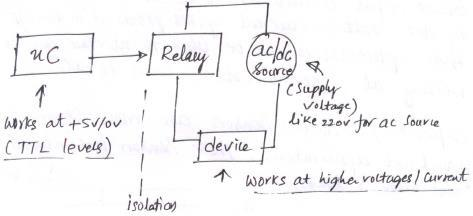 uC
Relay
ac/dc
source
(supply
voltage)
like 220V for ac source
works at +5V/0V
(TTL levels)
device
works at higher voltages/current
isolation